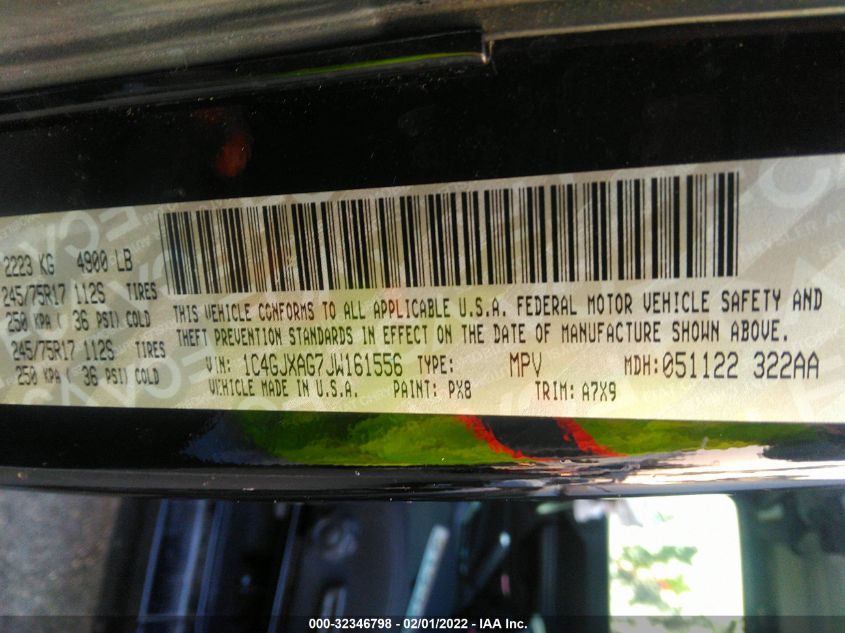 2223 KG 4900 LB
245/75R17 112S TIRES
250 KPA ( 36 PSI) COLD
245/75R17 112S TIRES
250 KPA ( 36 PSI) COLD
THIS VEHICLE CONFORMS TO ALL APPLICABLE U.S.A. FEDERAL MOTOR VEHICLE SAFETY AND
THEFT PREVENTION STANDARDS IN EFFECT ON THE DATE OF MANUFACTURE SHOWN ABOVE.
VIN: 1C4GJXAG7JW161556 TYPE: MPV MDH: 051122 322AA
VEHICLE MADE IN U.S.A. PAINT: PX8 TRIM: A7X9
000-32346798 - 02/01/2022 - IAA Inc.